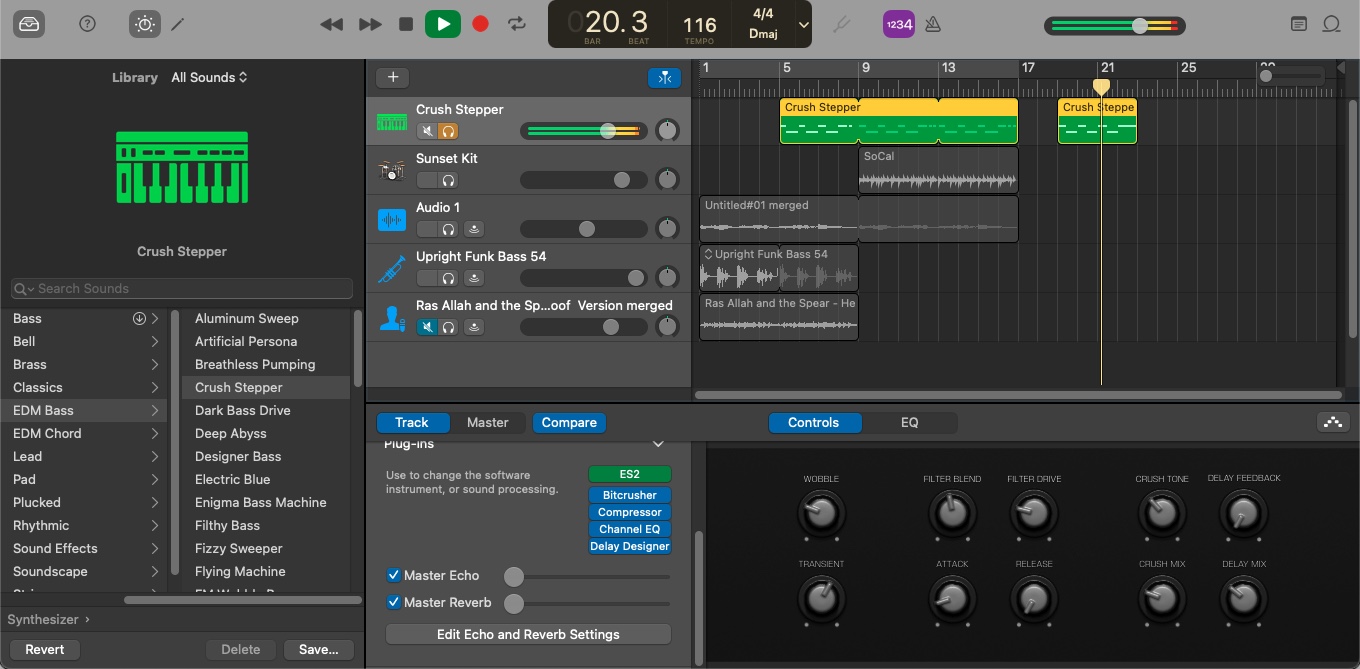 20.3
BAR BEAT
116
TEMPO
4/4
Dmaj
1234
Library All Sounds
Crush Stepper
Search Sounds
Bass
Bell
Brass
Classics
EDM Bass
EDM Chord
Lead
Pad
Plucked
Rhythmic
Sound Effects
Soundscape
Aluminum Sweep
Artificial Persona
Breathless Pumping
Crush Stepper
Dark Bass Drive
Deep Abyss
Designer Bass
Electric Blue
Enigma Bass Machine
Filthy Bass
Fizzy Sweeper
Flying Machine
Synthesizer ›
Revert Delete Save...
+
1 5 9 13 17 21 25
Crush Stepper
Sunset Kit
Audio 1
Upright Funk Bass 54
Ras Allah and the Sp...oof Version merged
Crush Stepper
Crush Steppe
SoCal
Untitled#01 merged
Upright Funk Bass 54
Ras Allah and the Spear - He
Track Master Compare
Controls EQ
Plug-ins
Use to change the software
instrument, or sound processing.
ES2
Bitcrusher
Compressor
Channel EQ
Delay Designer
Master Echo
Master Reverb
Edit Echo and Reverb Settings
WOBBLE FILTER BLEND FILTER DRIVE CRUSH TONE DELAY FEEDBACK
TRANSIENT ATTACK RELEASE CRUSH MIX DELAY MIX